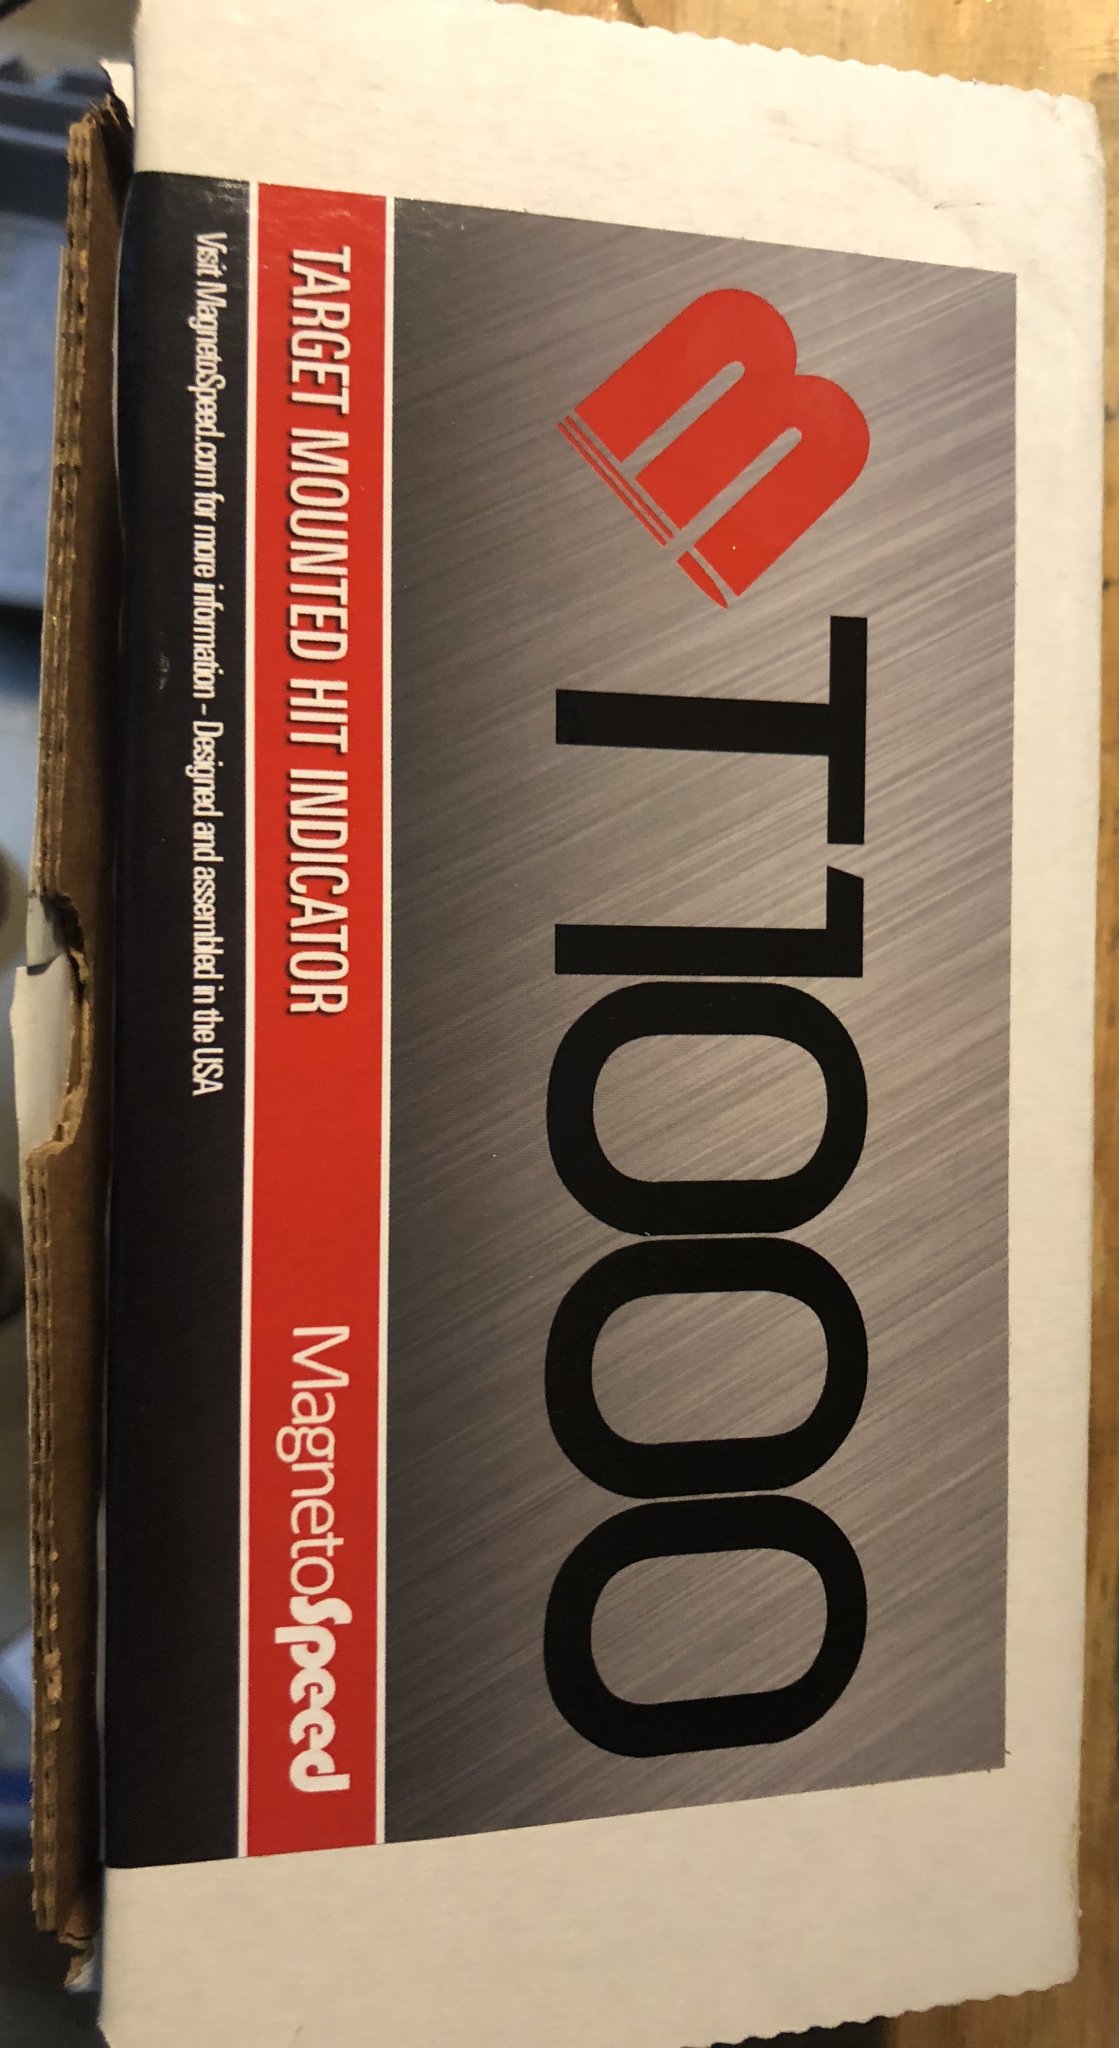 T1000
TARGET MOUNTED HIT INDICATOR
MagnetoSpeed
Visit MagnetoSpeed.com for more information - Designed and assembled in the USA